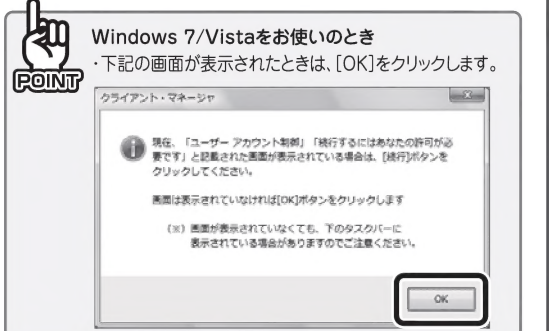 POINT
Windows 7/Vistaをお使いのとき
・下記の画面が表示されたときは、[OK]をクリックします。
クライアント・マネージャ
現在、「ユーザー アカウント制御」「続行するにはあなたの許可が必
要です」と記載された画面が表示されている場合は、[続行]ボタンを
クリックしてください。
画面は表示されていなければ[OK]ボタンをクリックします
(※) 画面が表示されていなくても、下のタスクバーに
表示されている場合がありますのでご注意ください。
OK